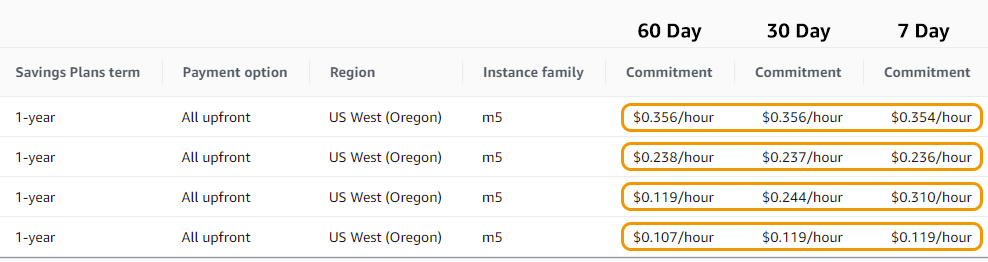 60 Day 30 Day 7 Day
Savings Plans term Payment option Region Instance family Commitment Commitment Commitment
1-year All upfront US West (Oregon) m5 $0.356/hour $0.356/hour $0.354/hour
1-year All upfront US West (Oregon) m5 $0.238/hour $0.237/hour $0.236/hour
1-year All upfront US West (Oregon) m5 $0.119/hour $0.244/hour $0.310/hour
1-year All upfront US West (Oregon) m5 $0.107/hour $0.119/hour $0.119/hour